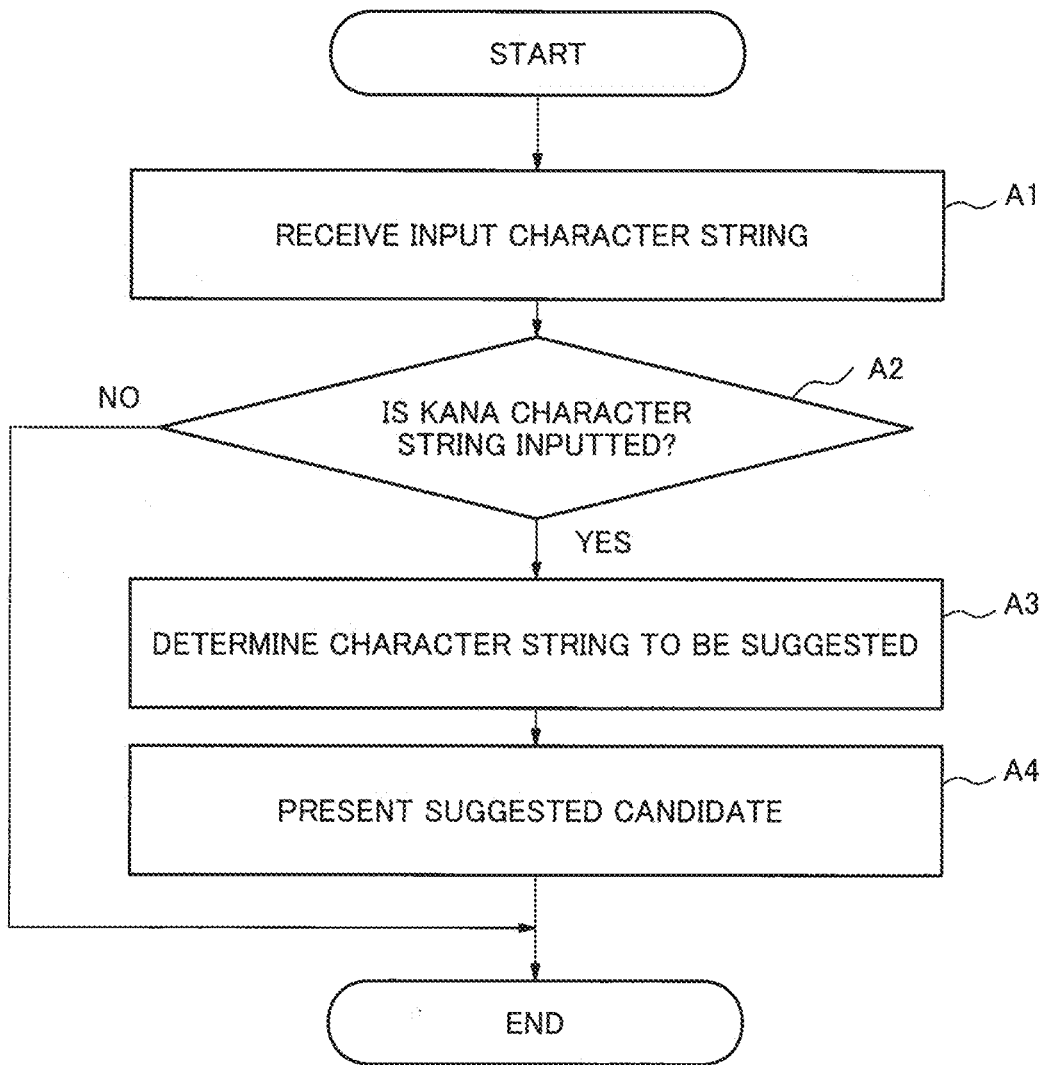 START
RECEIVE INPUT CHARACTER STRING
A1
NO
IS KANA CHARACTER
STRING INPUTTED?
A2
YES
DETERMINE CHARACTER STRING TO BE SUGGESTED
A3
PRESENT SUGGESTED CANDIDATE
A4
END